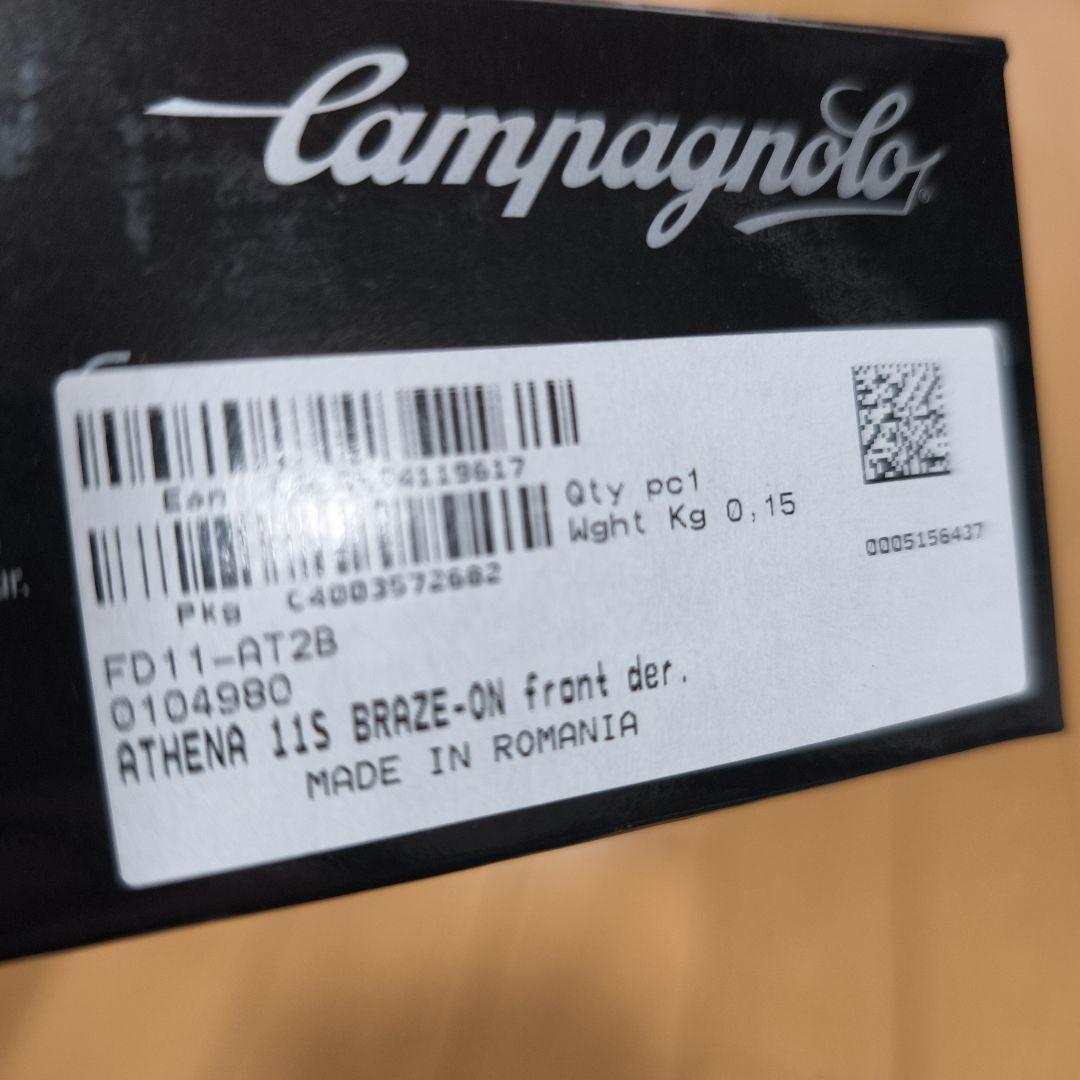 Campagnolo
Ean
Qty pc1
Wght Kg 0,15
0005156437
Pkg C4003572682
FD11-AT2B
0104980
ATHENA 11S BRAZE-ON front der.
MADE IN ROMANIA